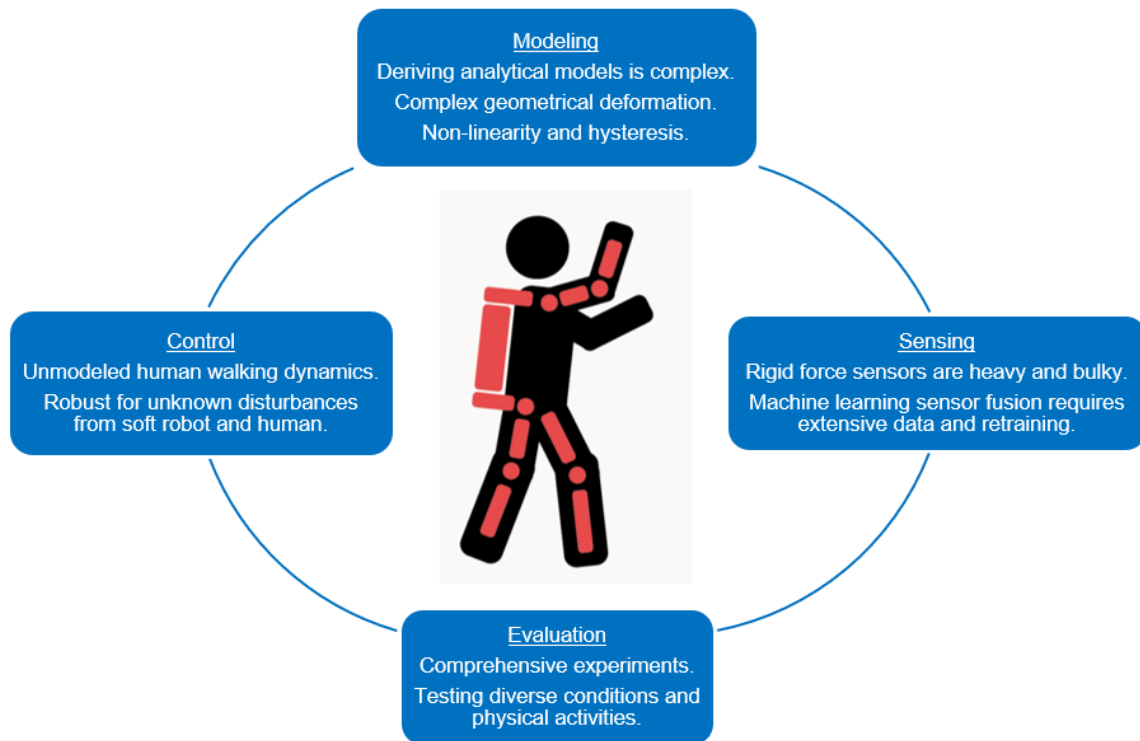 Modeling
Deriving analytical models is complex.
Complex geometrical deformation.
Non-linearity and hysteresis.
Control
Unmodeled human walking dynamics.
Robust for unknown disturbances
from soft robot and human.
Sensing
Rigid force sensors are heavy and bulky.
Machine learning sensor fusion requires
extensive data and retraining.
Evaluation
Comprehensive experiments.
Testing diverse conditions and
physical activities.